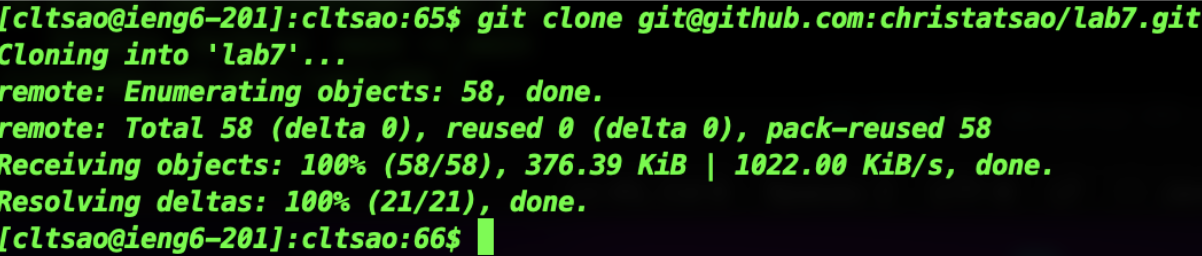 [cltsao@ieng6-201]:cltsao:65$ git clone git@github.com:christatsao/lab7.git
Cloning into 'lab7'...
remote: Enumerating objects: 58, done.
remote: Total 58 (delta 0), reused 0 (delta 0), pack-reused 58
Receiving objects: 100% (58/58), 376.39 KiB | 1022.00 KiB/s, done.
Resolving deltas: 100% (21/21), done.
[cltsao@ieng6-201]:cltsao:66$